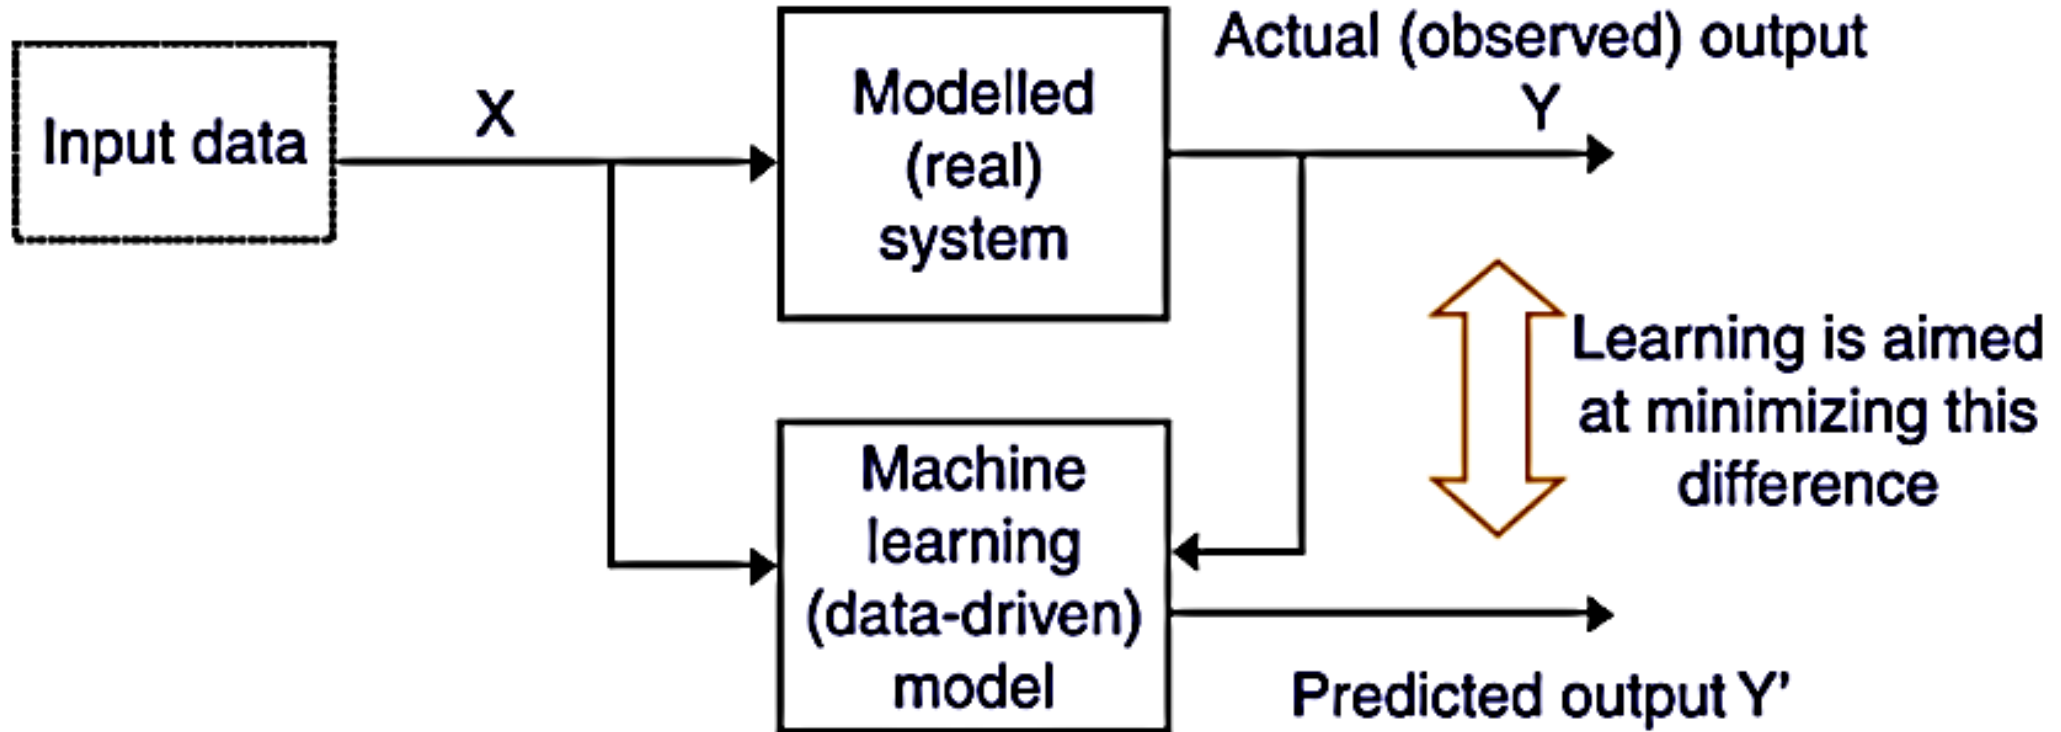 Input data
X
Modelled
(real)
system
Actual (observed) output
Y
Learning is aimed
at minimizing this
difference
Machine
learning
(data-driven)
model
Predicted output Y'